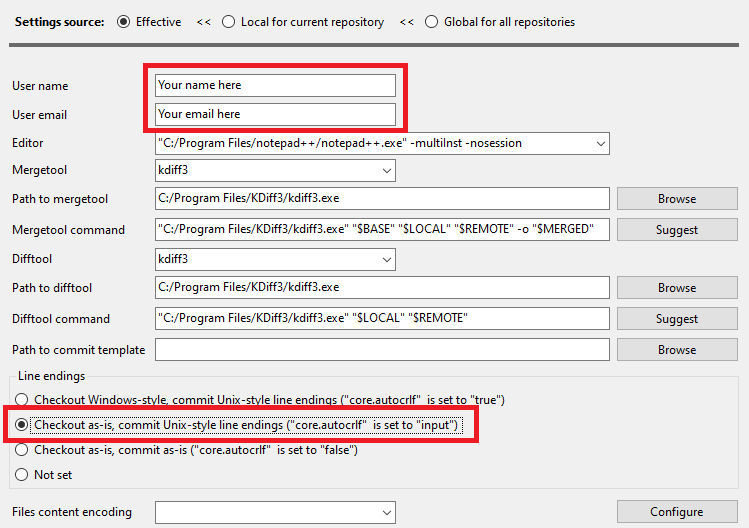 Settings source: Effective << Local for current repository << Global for all repositories
User name Your name here
User email Your email here
Editor "C:/Program Files/notepad++/notepad++.exe" -multiInst -nosession
Mergetool kdiff3
Path to mergetool C:/Program Files/KDiff3/kdiff3.exe Browse
Mergetool command "C:/Program Files/KDiff3/kdiff3.exe" "$BASE" "$LOCAL" "$REMOTE" -o "$MERGED" Suggest
Difftool kdiff3
Path to difftool C:/Program Files/KDiff3/kdiff3.exe Browse
Difftool command "C:/Program Files/KDiff3/kdiff3.exe" "$LOCAL" "$REMOTE" Suggest
Path to commit template Browse
Line endings
Checkout Windows-style, commit Unix-style line endings ("core.autocrlf" is set to "true")
Checkout as-is, commit Unix-style line endings ("core.autocrlf" is set to "input")
Checkout as-is, commit as-is ("core.autocrlf" is set to "false")
Not set
Files content encoding Configure